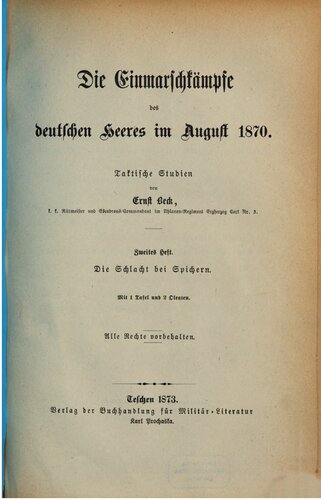 Die Einmarschkämpfe
des
deutschen Heeres im August 1870.
Taktische Studien
von
Ernst Beck,
k. k. Rittmeister und Escadrons-Commandant im Uhlanen-Regiment Erzherzog Carl Nr. 3.
Zweites Heft.
Die Schlacht bei Spichern.
Mit 1 Tafel und 2 Oleaten.
Alle Rechte vorbehalten.
Teschen 1873.
Verlag der Buchhandlung für Militär-Literatur
Karl Prochaska.